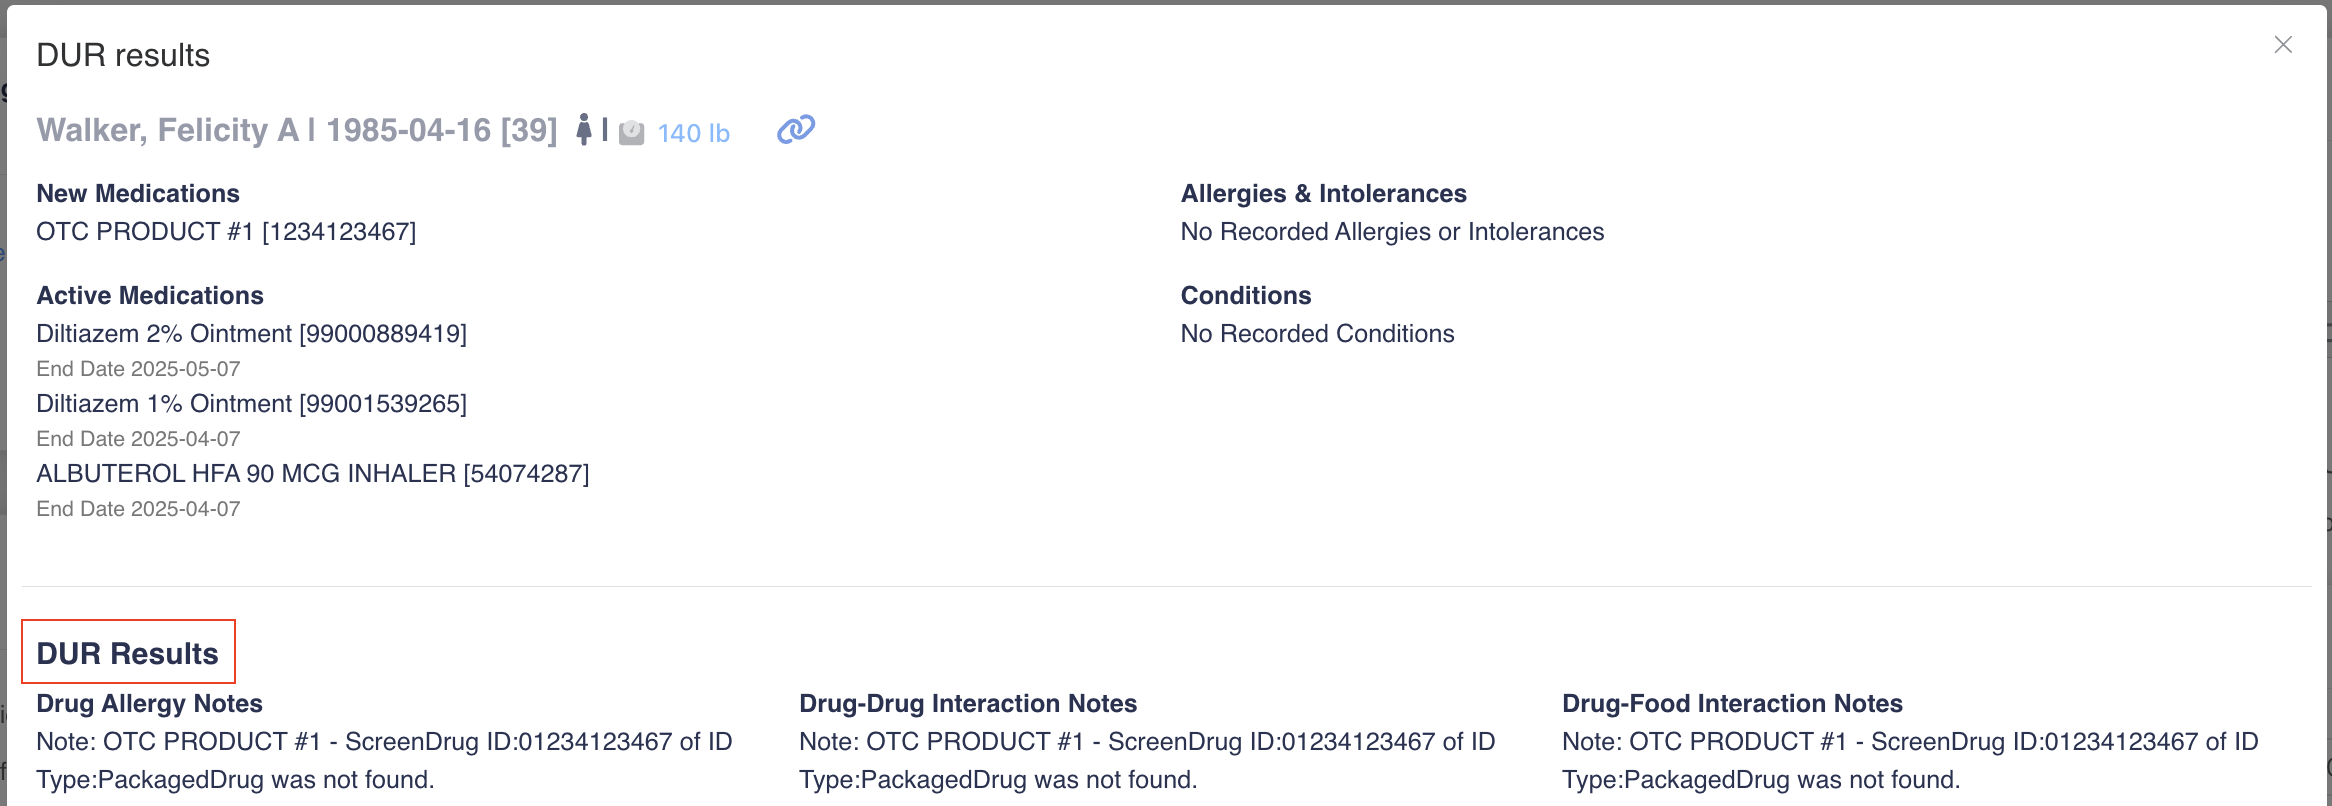 DUR results
Walker, Felicity A | 1985-04-16 [39] | 140 lb
New Medications
OTC PRODUCT #1 [1234123467]
Active Medications
Diltiazem 2% Ointment [99000889419]
End Date 2025-05-07
Diltiazem 1% Ointment [99001539265]
End Date 2025-04-07
ALBUTEROL HFA 90 MCG INHALER [54074287]
End Date 2025-04-07
Allergies & Intolerances
No Recorded Allergies or Intolerances
Conditions
No Recorded Conditions
DUR Results
Drug Allergy Notes
Note: OTC PRODUCT #1 - ScreenDrug ID:01234123467 of ID
Type:PackagedDrug was not found.
Drug-Drug Interaction Notes
Note: OTC PRODUCT #1 - ScreenDrug ID:01234123467 of ID
Type:PackagedDrug was not found.
Drug-Food Interaction Notes
Note: OTC PRODUCT #1 - ScreenDrug ID:01234123467 of ID
Type:PackagedDrug was not found.